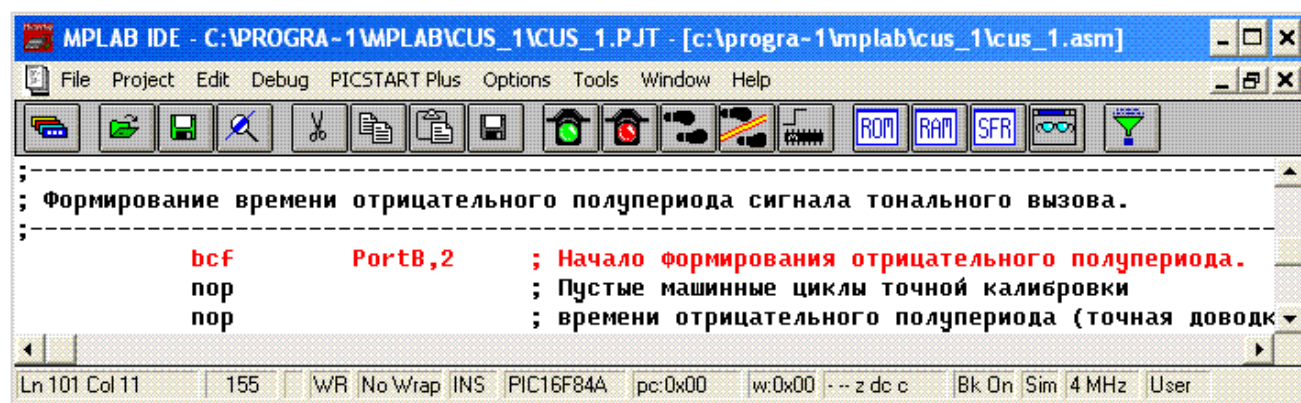 MPLAB IDE - C:\PROGRA~1\MPLAB\CUS_1\CUS_1.PJT - [c:\progra~1\mplab\cus_1\cus_1.asm]
File Project Edit Debug PICSTART Plus Options Tools Window Help
ROM RAM SFR
;------------------------------------------------------------------------------
; Формирование времени отрицательного полупериода сигнала тонального вызова.
;------------------------------------------------------------------------------
bcf PortB,2 ; Начало формирования отрицательного полупериода.
nop ; Пустые машинные циклы точной калибровки
nop ; времени отрицательного полупериода (точная доводк
Ln 101 Col 11 155 WR No Wrap INS PIC16F84A pc:0x00 w:0x00 - -- z dc c Bk On Sim 4 MHz User